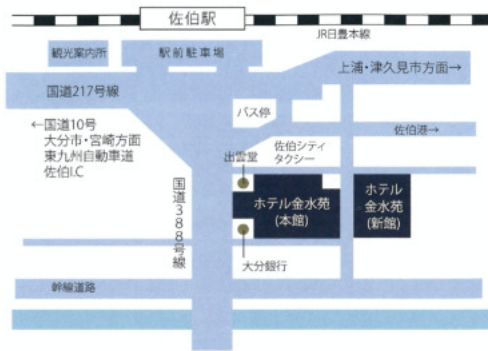 佐伯駅
JR日豊本線
観光案内所
駅前駐車場
上浦・津久見市方面→
国道217号線
バス停
←国道10号
大分市・宮崎方面
東九州自動車道
佐伯I.C
佐伯港→
佐伯シティ
タクシー
出雲堂
国道388号線
ホテル金水苑
(本館)
ホテル
金水苑
(新館)
大分銀行
幹線道路